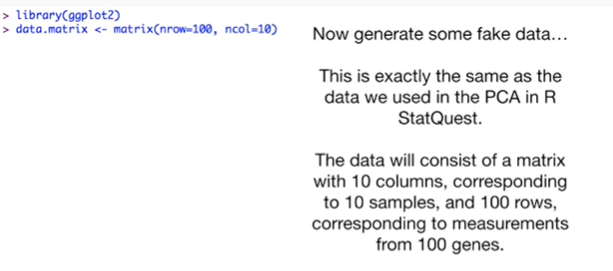 > library(ggplot2)
> data.matrix <- matrix(nrow=100, ncol=10)
Now generate some fake data…
This is exactly the same as the
data we used in the PCA in R
StatQuest.
The data will consist of a matrix
with 10 columns, corresponding
to 10 samples, and 100 rows,
corresponding to measurements
from 100 genes.